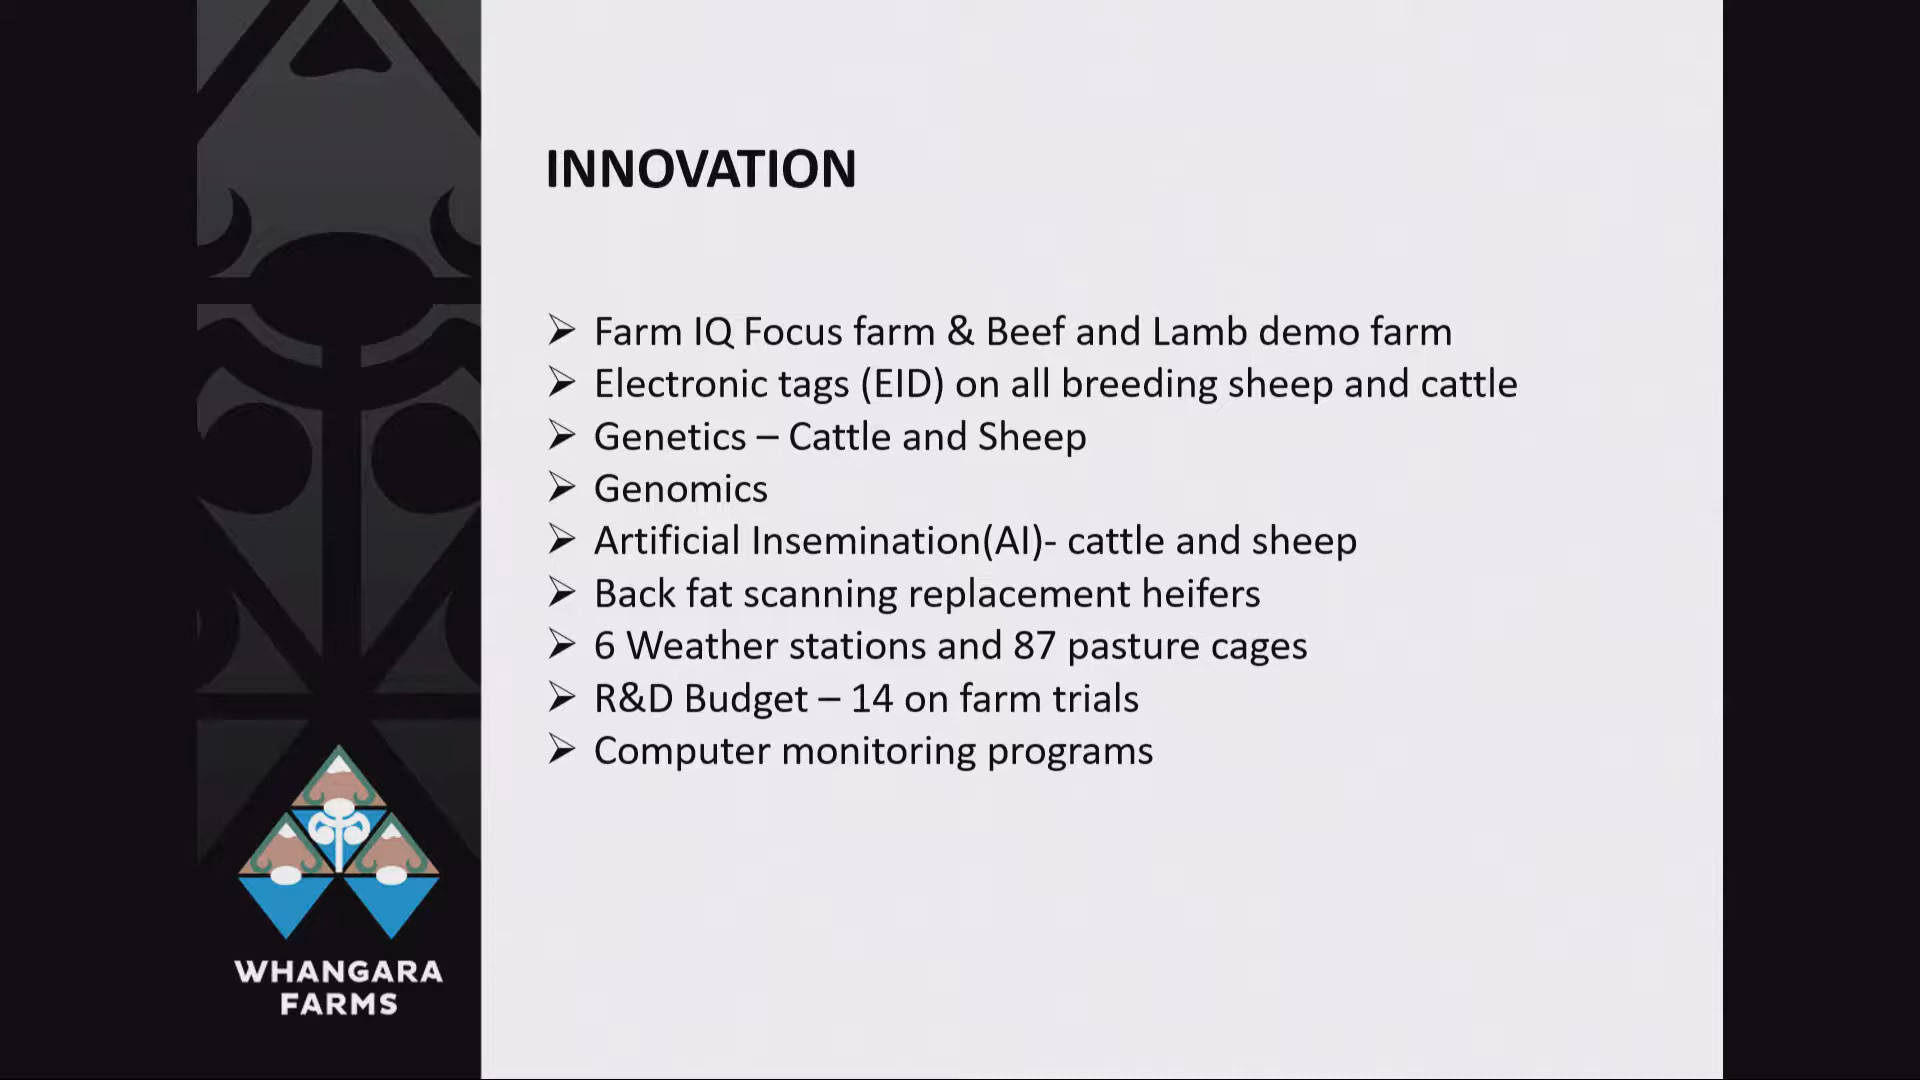 INNOVATION
➢ Farm IQ Focus farm & Beef and Lamb demo farm
➢ Electronic tags (EID) on all breeding sheep and cattle
➢ Genetics – Cattle and Sheep
➢ Genomics
➢ Artificial Insemination(AI)- cattle and sheep
➢ Back fat scanning replacement heifers
➢ 6 Weather stations and 87 pasture cages
➢ R&D Budget – 14 on farm trials
➢ Computer monitoring programs
WHANGARA
FARMS